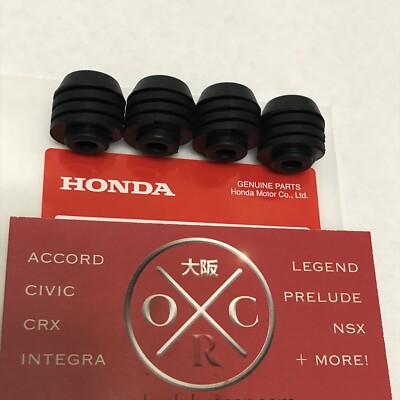 HONDA
GENUINE PARTS
Honda Motor Co., Ltd.
ACCORD
CIVIC
CRX
INTEGRA
大阪
O C
R
LEGEND
PRELUDE
NSX
+ MORE!